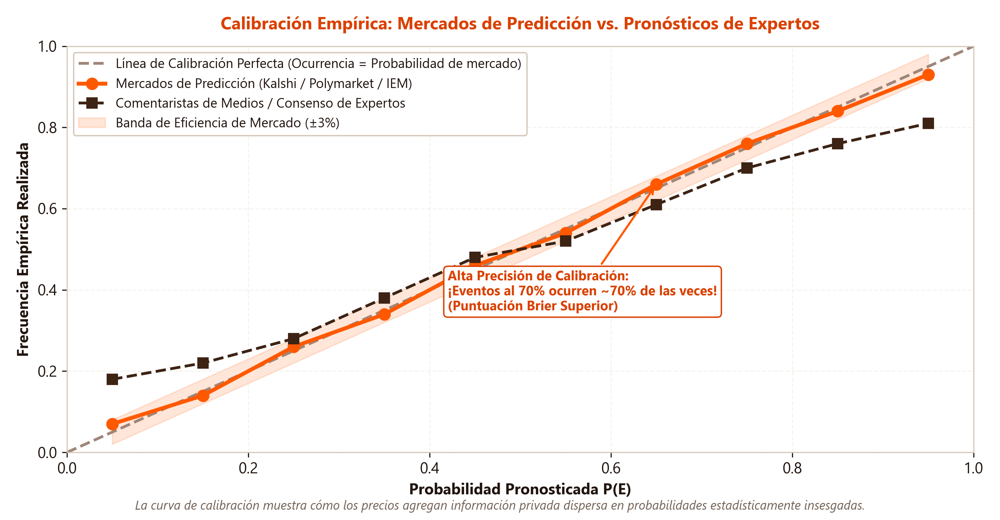 Calibración Empírica: Mercados de Predicción vs. Pronósticos de Expertos
Línea de Calibración Perfecta (Ocurrencia = Probabilidad de mercado)
Mercados de Predicción (Kalshi / Polymarket / IEM)
Comentaristas de Medios / Consenso de Expertos
Banda de Eficiencia de Mercado (±3%)
Frecuencia Empírica Realizada
1.0
0.8
0.6
0.4
0.2
0.0
Alta Precisión de Calibración:
¡Eventos al 70% ocurren ~70% de las veces!
(Puntuación Brier Superior)
0.0 0.2 0.4 0.6 0.8 1.0
Probabilidad Pronosticada P(E)
La curva de calibración muestra cómo los precios agregan información privada dispersa en probabilidades estadísticamente insesgadas.